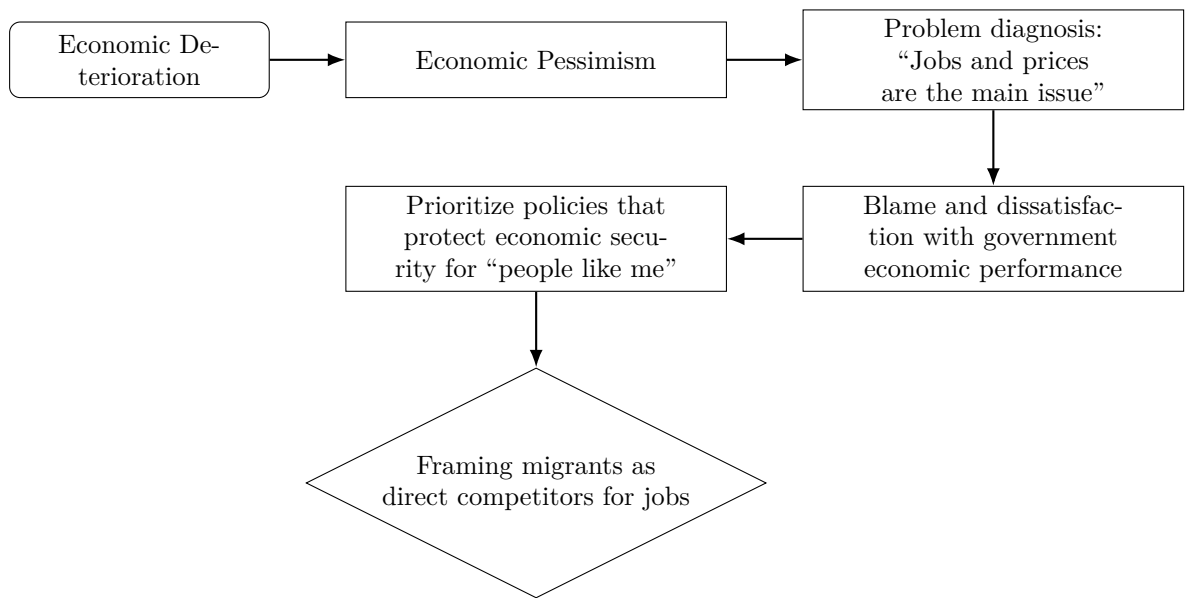 Economic De-
terioration
Economic Pessimism
Problem diagnosis:
“Jobs and prices
are the main issue”
Blame and dissatisfac-
tion with government
economic performance
Prioritize policies that
protect economic secu-
rity for “people like me”
Framing migrants as
direct competitors for jobs